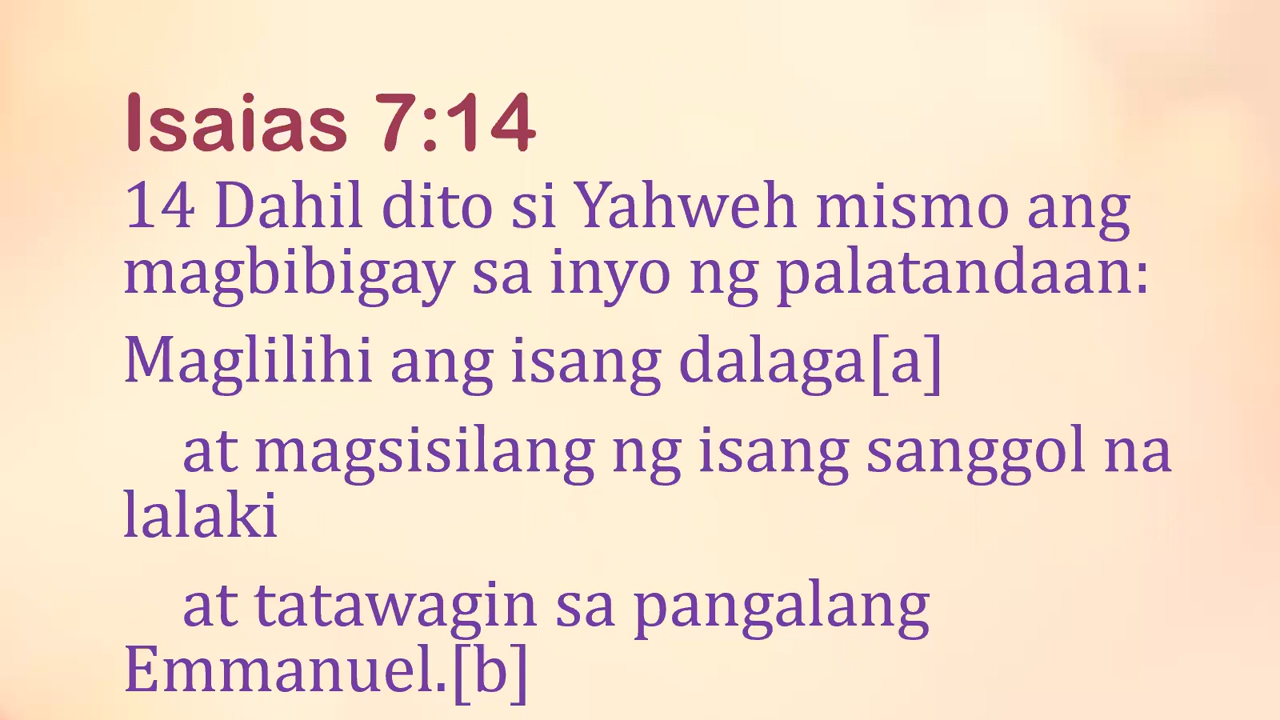 Isaias 7:14
14 Dahil dito si Yahweh mismo ang
magbibigay sa inyo ng palatandaan:
Maglilihi ang isang dalaga[a]
at magsisilang ng isang sanggol na
lalaki
at tatawagin sa pangalang
Emmanuel.[b]